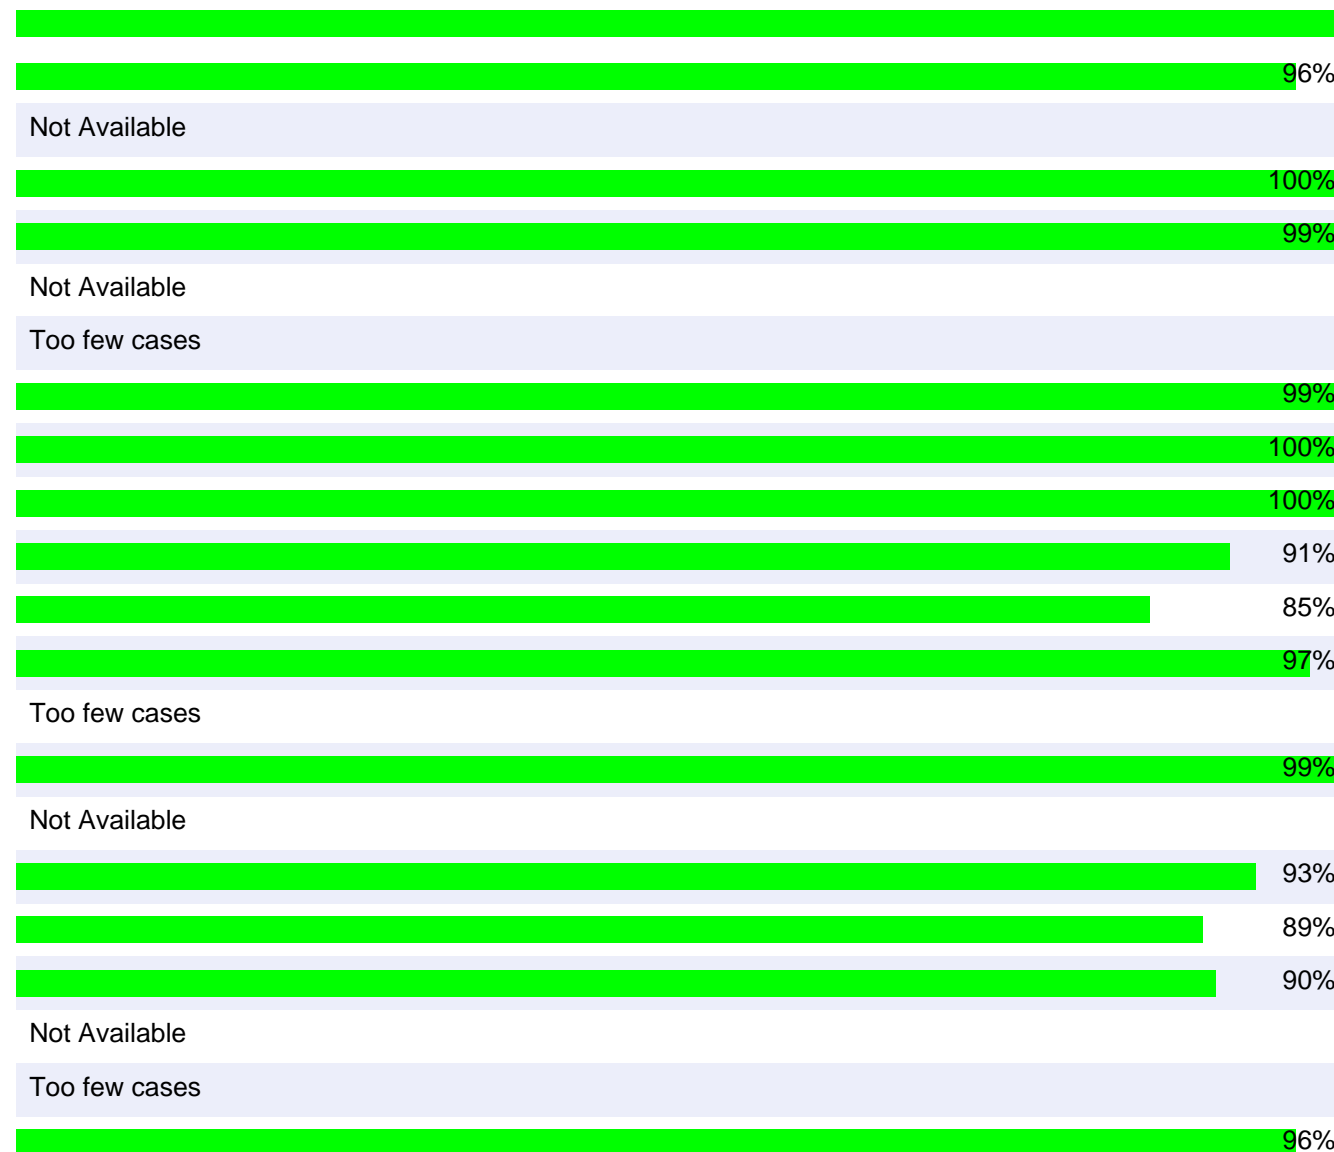 96%
Not Available
100%
99%
Not Available
Too few cases
99%
100%
100%
91%
85%
97%
Too few cases
99%
Not Available
93%
89%
90%
Not Available
Too few cases
96%